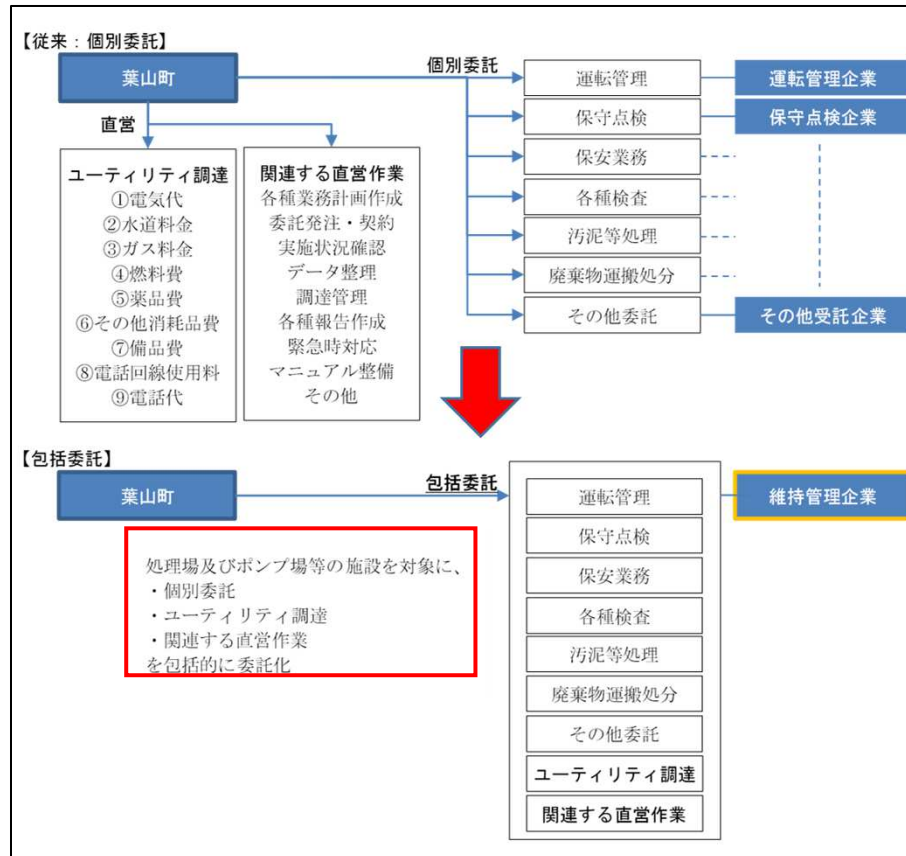 【従来：個別委託】
葉山町
個別委託
運転管理
運転管理企業
直営
保守点検
保守点検企業
保安業務
各種検査
汚泥等処理
廃棄物運搬処分
その他委託
その他受託企業
ユーティリティ調達
①電気代
②水道料金
③ガス料金
④燃料費
⑤薬品費
⑥その他消耗品費
⑦備品費
⑧電話回線使用料
⑨電話代
関連する直営作業
各種業務計画作成
委託発注・契約
実施状況確認
データ整理
調達管理
各種報告作成
緊急時対応
マニュアル整備
その他
【包括委託】
葉山町
包括委託
維持管理企業
処理場及びポンプ場等の施設を対象に、
・個別委託
・ユーティリティ調達
・関連する直営作業
を包括的に委託化
運転管理
保守点検
保安業務
各種検査
汚泥等処理
廃棄物運搬処分
その他委託
ユーティリティ調達
関連する直営作業